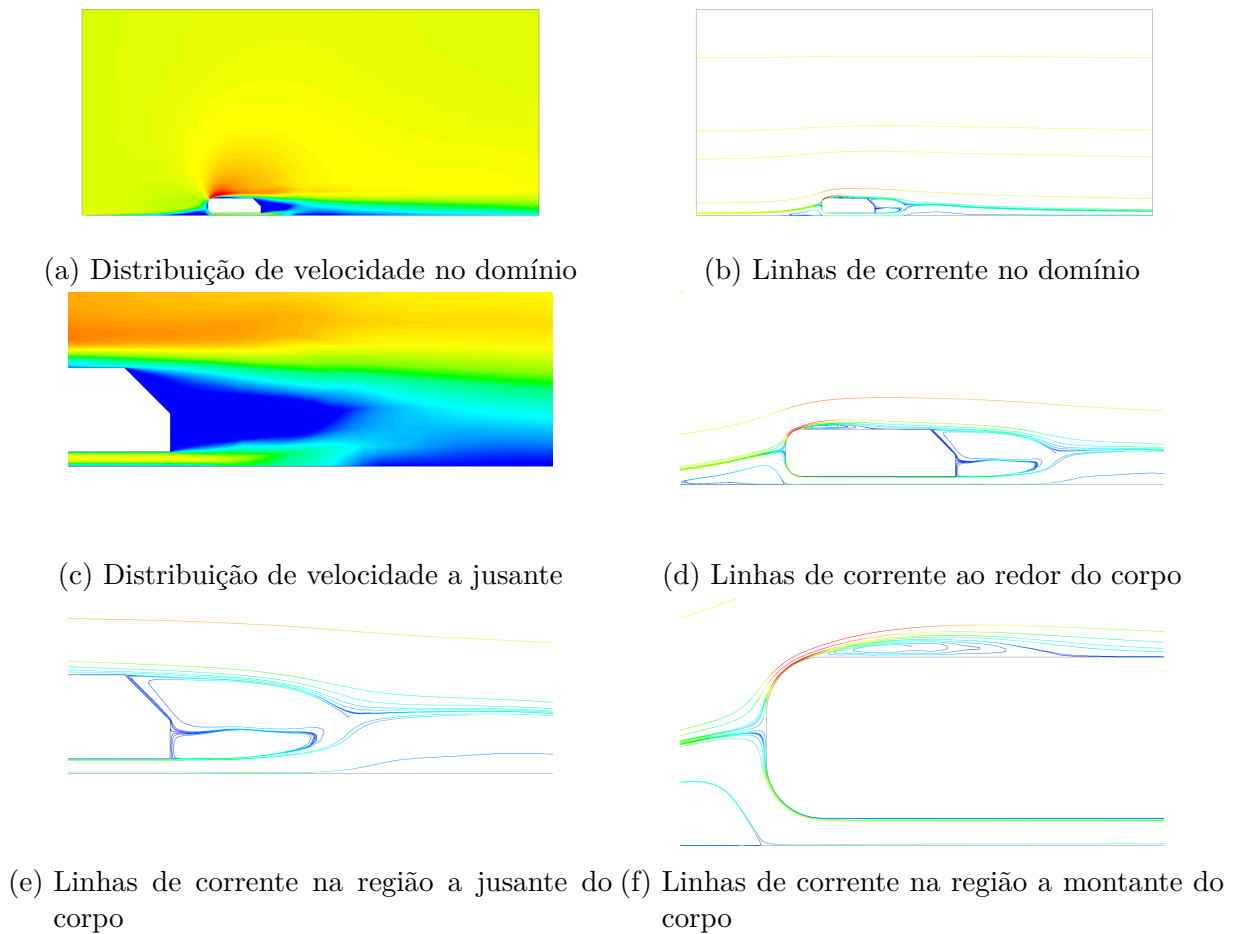 (a) Distribuição de velocidade no domínio
(b) Linhas de corrente no domínio
(c) Distribuição de velocidade a jusante
(d) Linhas de corrente ao redor do corpo
(e) Linhas de corrente na região a jusante do corpo
(f) Linhas de corrente na região a montante do corpo